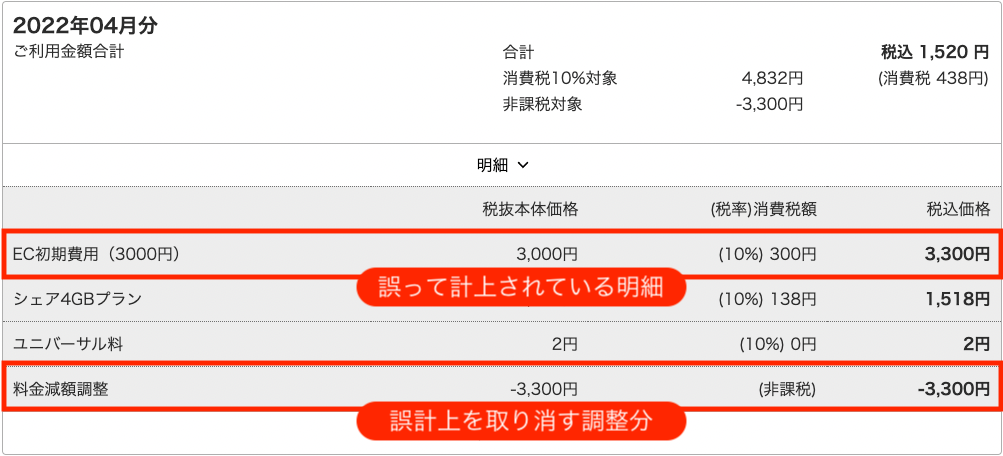 2022年04月分
ご利用金額合計 合計 税込 1,520 円
消費税10%対象 4,832円 (消費税 438円)
非課税対象 -3,300円
明細
税抜本体価格 (税率)消費税額 税込価格
EC初期費用（3000円） 3,000円 (10%) 300円 3,300円
誤って計上されている明細
シェア4GBプラン (10%) 138円 1,518円
ユニバーサル料 2円 (10%) 0円 2円
料金減額調整 -3,300円 (非課税) -3,300円
誤計上を取り消す調整分